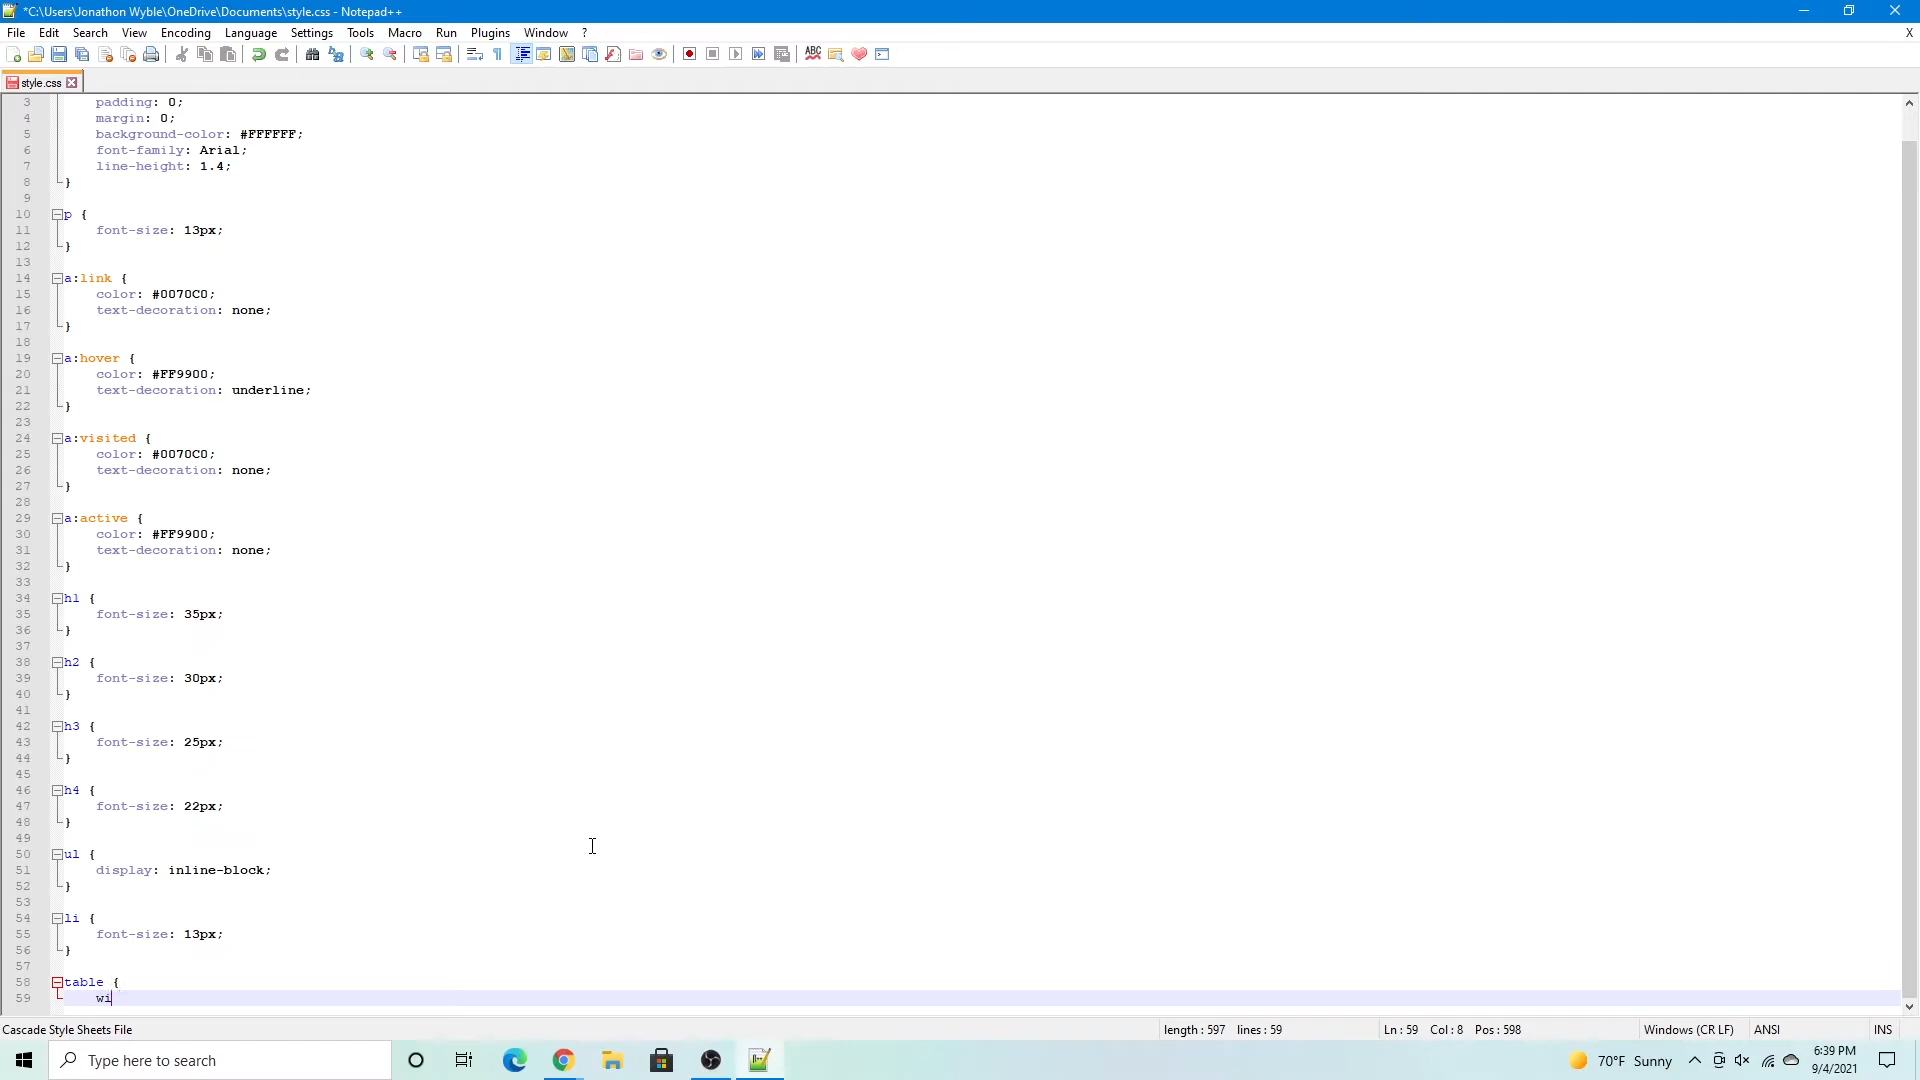 *C:\Users\Jonathon Wyble\OneDrive\Documents\style.css - Notepad++
File Edit Search View Encoding Language Settings Tools Macro Run Plugins Window ? X
style.css
3 padding: 0;
4 margin: 0;
5 background-color: #FFFFFF;
6 font-family: Arial;
7 line-height: 1.4;
8 }
9
10 p {
11 font-size: 13px;
12 }
13
14 a:link {
15 color: #0070C0;
16 text-decoration: none;
17 }
18
19 a:hover {
20 color: #FF9900;
21 text-decoration: underline;
22 }
23
24 a:visited {
25 color: #0070C0;
26 text-decoration: none;
27 }
28
29 a:active {
30 color: #FF9900;
31 text-decoration: none;
32 }
33
34 h1 {
35 font-size: 35px;
36 }
37
38 h2 {
39 font-size: 30px;
40 }
41
42 h3 {
43 font-size: 25px;
44 }
45
46 h4 {
47 font-size: 22px;
48 }
49
50 ul {
51 display: inline-block;
52 }
53
54 li {
55 font-size: 13px;
56 }
57
58 table {
59 wi
Cascade Style Sheets File length : 597 lines : 59 Ln : 59 Col : 8 Pos : 598 Windows (CR LF) ANSI INS
Type here to search 70°F Sunny 6:39 PM
9/4/2021